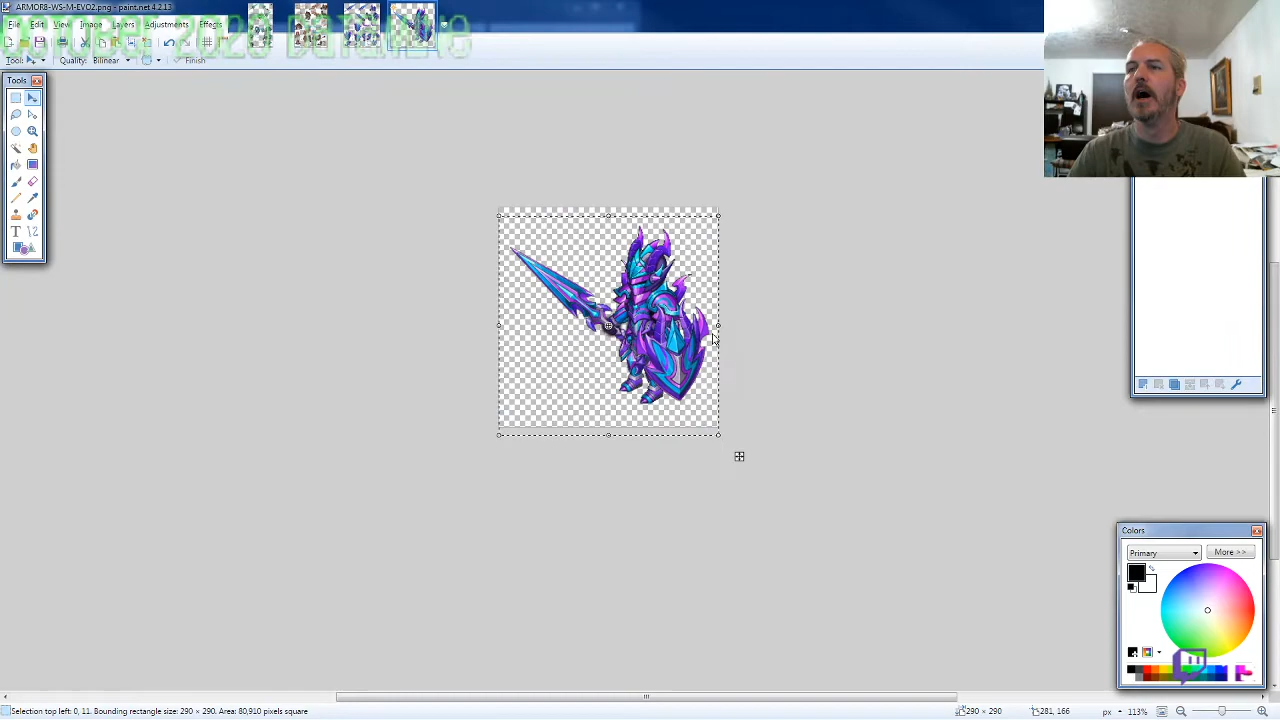 ARMOR8-WS-M-EVO2.png - paint.net 4.2.13
File Edit View Image Layers Adjustments Effects
2020 Datamine
Tool: Quality: Bilinear Finish
Tools
Colors
Primary More >>
Selection top left: 0, 11. Bounding rectangle size: 290 × 290. Area: 80,910 pixels square
290 × 290 281, 166 px 113%